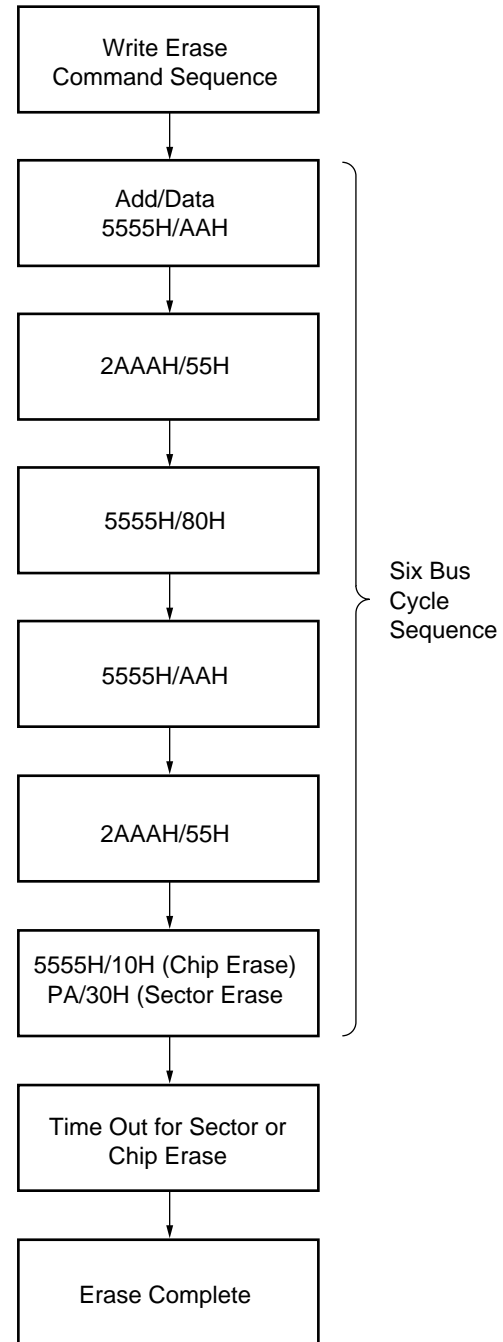 Write Erase
Command Sequence
Add/Data
5555H/AAH
2AAAH/55H
5555H/80H
5555H/AAH
2AAAH/55H
5555H/10H (Chip Erase)
PA/30H (Sector Erase
Six Bus
Cycle
Sequence
Time Out for Sector or
Chip Erase
Erase Complete